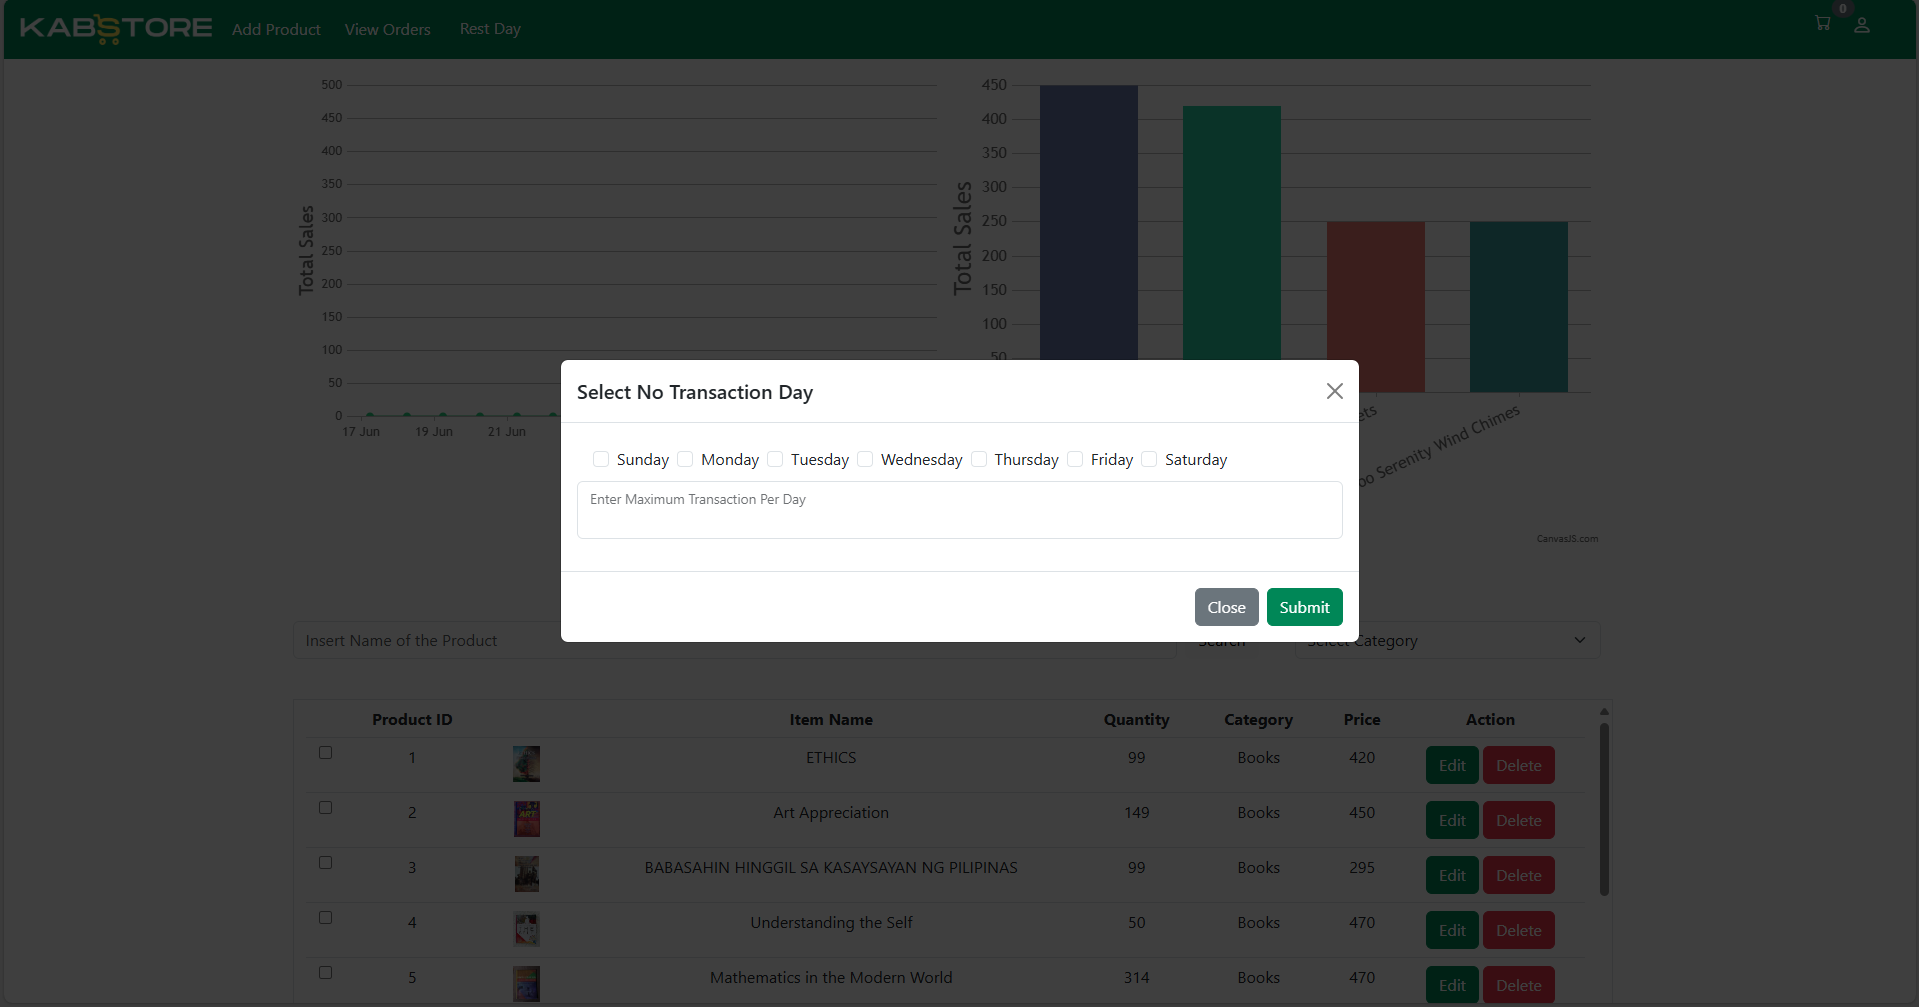 KABSTORE Add Product View Orders Rest Day 0
500
450
400
350
300
250
200
150
100
50
0
Total Sales
17 Jun 19 Jun 21 Jun
450
400
350
300
250
200
150
100
50
Total Sales
Serenity Wind Chimes
CanvasJS.com
Select No Transaction Day
Sunday Monday Tuesday Wednesday Thursday Friday Saturday
Enter Maximum Transaction Per Day
Close Submit
Insert Name of the Product Search Select Category
Product ID Item Name Quantity Category Price Action
1 ETHICS 99 Books 420 Edit Delete
2 Art Appreciation 149 Books 450 Edit Delete
3 BABASAHIN HINGGIL SA KASAYSAYAN NG PILIPINAS 99 Books 295 Edit Delete
4 Understanding the Self 50 Books 470 Edit Delete
5 Mathematics in the Modern World 314 Books 470 Edit Delete